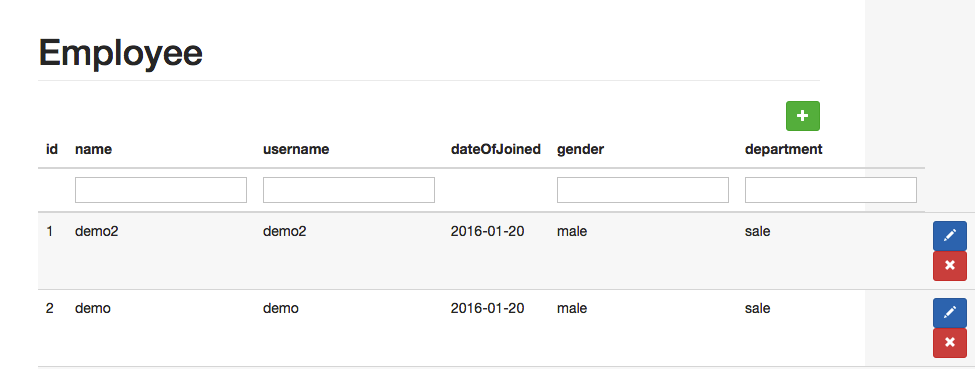 Employee
id name username dateOfJoined gender department
1 demo2 demo2 2016-01-20 male sale
2 demo demo 2016-01-20 male sale